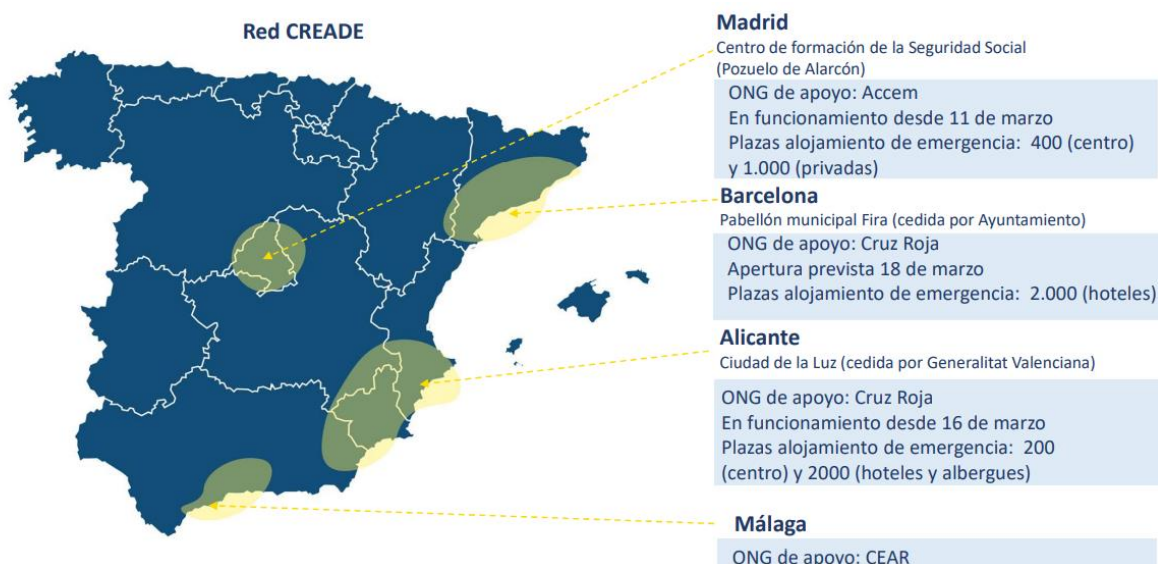 Red CREADE
Madrid
Centro de formación de la Seguridad Social
(Pozuelo de Alarcón)
ONG de apoyo: Accem
En funcionamiento desde 11 de marzo
Plazas alojamiento de emergencia: 400 (centro)
y 1.000 (privadas)
Barcelona
Pabellón municipal Fira (cedida por Ayuntamiento)
ONG de apoyo: Cruz Roja
Apertura prevista 18 de marzo
Plazas alojamiento de emergencia: 2.000 (hoteles)
Alicante
Ciudad de la Luz (cedida por Generalitat Valenciana)
ONG de apoyo: Cruz Roja
En funcionamiento desde 16 de marzo
Plazas alojamiento de emergencia: 200
(centro) y 2000 (hoteles y albergues)
Málaga
ONG de apoyo: CEAR